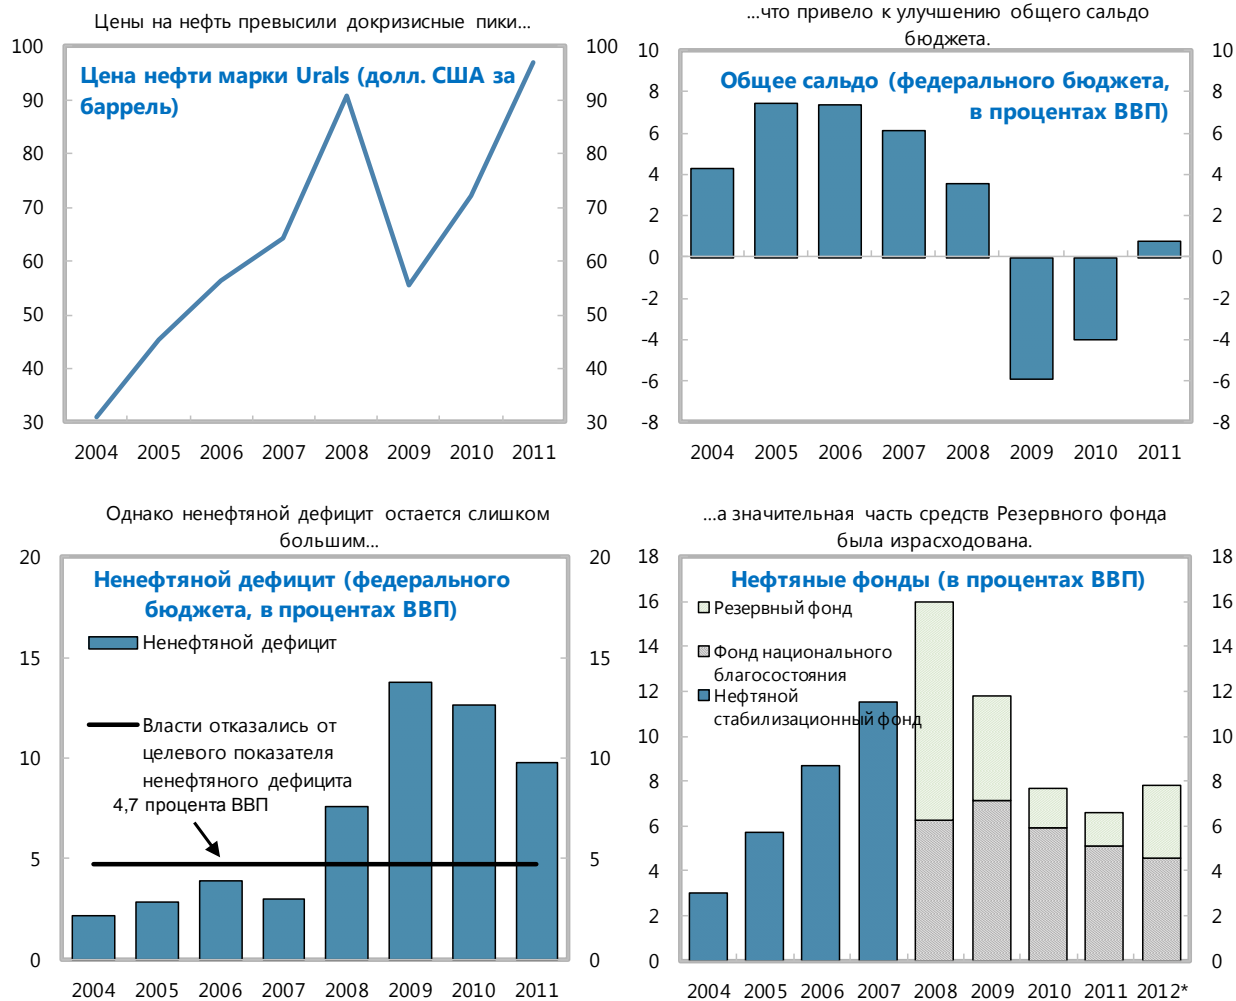 Цены на нефть превысили докризисные пики...
100
90
80
70
60
50
40
30
Цена нефти марки Urals (долл. США за
баррель)
100
90
80
70
60
50
40
30
2004 2005 2006 2007 2008 2009 2010 2011
...что привело к улучшению общего сальдо
бюджета.
10
8
6
4
2
0
-2
-4
-6
-8
Общее сальдо (федерального бюджета,
в процентах ВВП)
10
8
6
4
2
0
-2
-4
-6
-8
2004 2005 2006 2007 2008 2009 2010 2011
Однако ненефтяной дефицит остается слишком
большим...
20
15
10
5
0
Ненефтяной дефицит (федерального
бюджета, в процентах ВВП)
Ненефтяной дефицит
Власти отказались от
целевого показателя
ненефтяного дефицита
4,7 процента ВВП
20
15
10
5
0
2004 2005 2006 2007 2008 2009 2010 2011
...а значительная часть средств Резервного фонда
была израсходована.
18
16
14
12
10
8
6
4
2
0
Нефтяные фонды (в процентах ВВП)
Резервный фонд
Фонд национального
благосостояния
Нефтяной
стабилизационный фонд
18
16
14
12
10
8
6
4
2
0
2004 2005 2006 2007 2008 2009 2010 2011 2012*